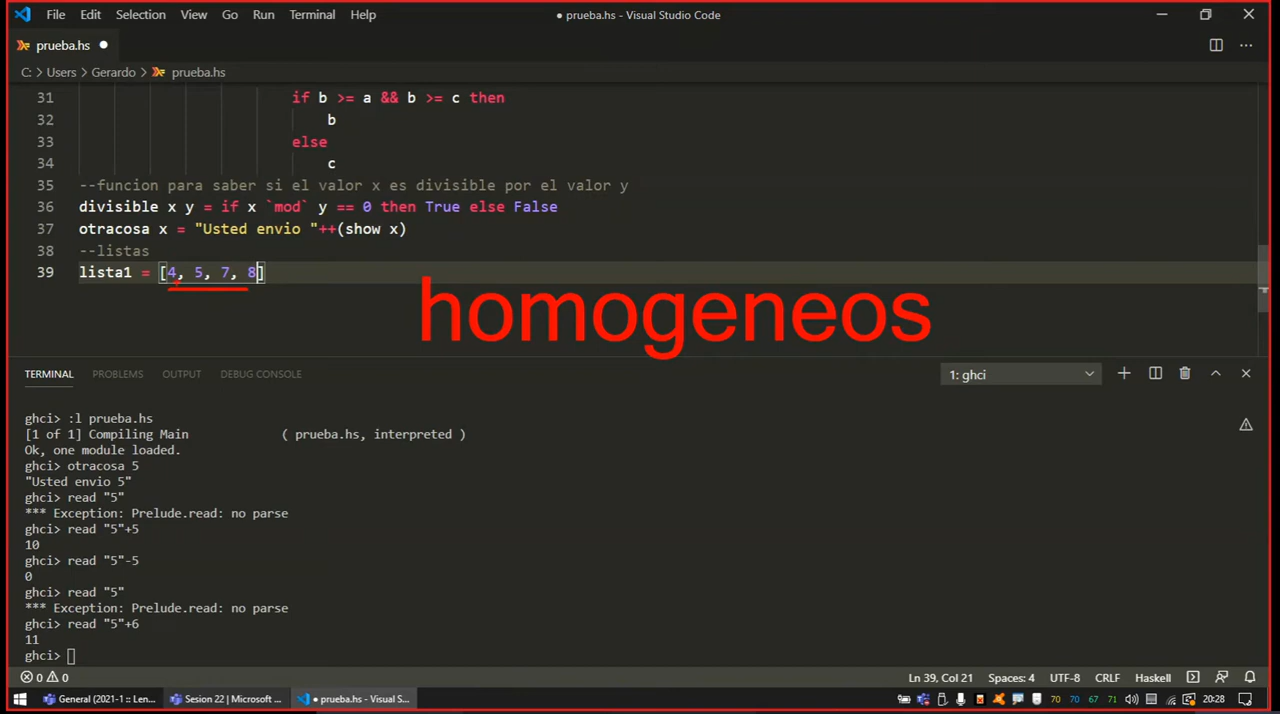 File Edit Selection View Go Run Terminal Help ● prueba.hs - Visual Studio Code
prueba.hs ●
C: > Users > Gerardo > prueba.hs
31 if b >= a && b >= c then
32 b
33 else
34 c
35 --funcion para saber si el valor x es divisible por el valor y
36 divisible x y = if x `mod` y == 0 then True else False
37 otracosa x = "Usted envio "++(show x)
38 --listas
39 lista1 = [4, 5, 7, 8]
homogeneos
TERMINAL PROBLEMS OUTPUT DEBUG CONSOLE 1: ghci
ghci> :l prueba.hs
[1 of 1] Compiling Main ( prueba.hs, interpreted )
Ok, one module loaded.
ghci> otracosa 5
"Usted envio 5"
ghci> read "5"
*** Exception: Prelude.read: no parse
ghci> read "5"+5
10
ghci> read "5"-5
0
ghci> read "5"
*** Exception: Prelude.read: no parse
ghci> read "5"+6
11
ghci>
0 0 Ln 39, Col 21 Spaces: 4 UTF-8 CRLF Haskell
General (2021-1 :: Len... Sesion 22 | Microsoft ... ● prueba.hs - Visual S... 70 70 67 71 20:28